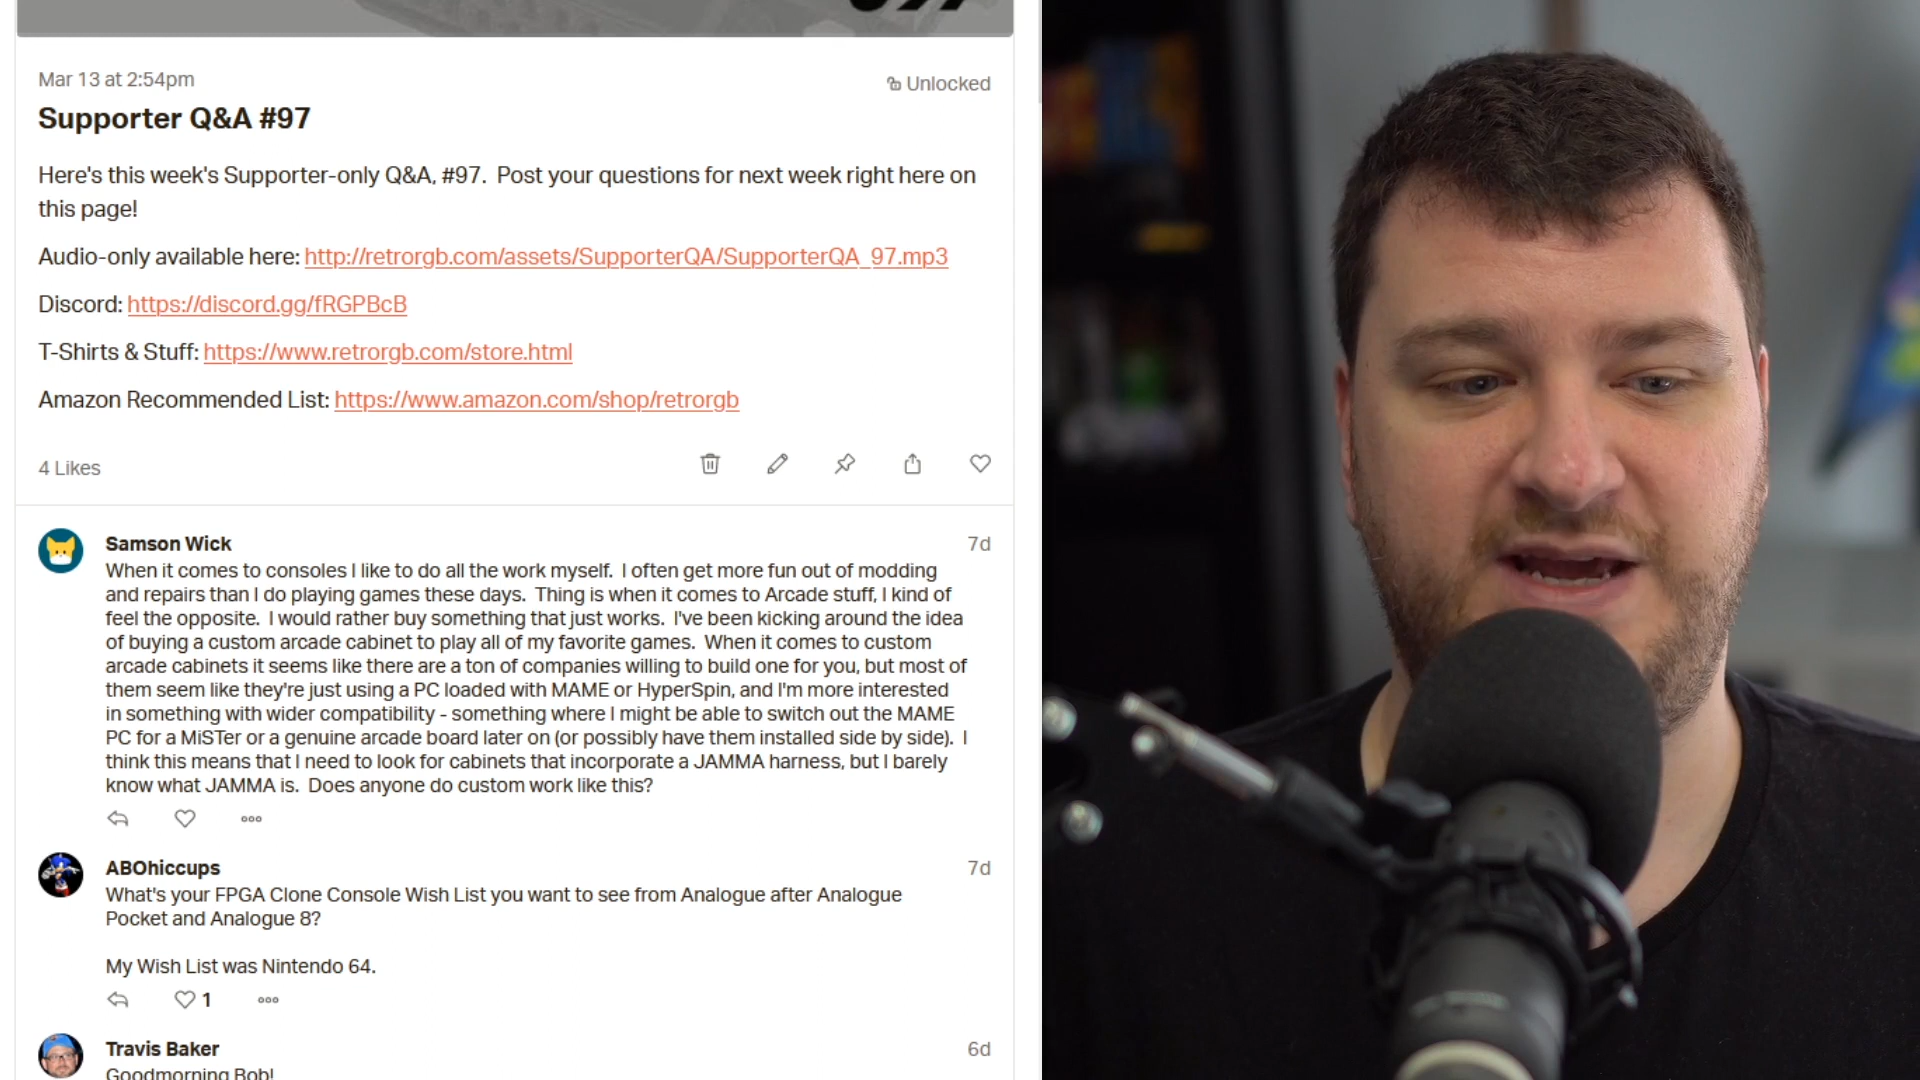 Mar 13 at 2:54pm
Unlocked
Supporter Q&A #97
Here's this week's Supporter-only Q&A, #97.  Post your questions for next week right here on
this page!
Audio-only available here: http://retrorgb.com/assets/SupporterQA/SupporterQA_97.mp3
Discord: https://discord.gg/fRGPBcB
T-Shirts & Stuff: https://www.retrorgb.com/store.html
Amazon Recommended List: https://www.amazon.com/shop/retrorgb
4 Likes
Samson Wick
7d
When it comes to consoles I like to do all the work myself.  I often get more fun out of modding
and repairs than I do playing games these days.  Thing is when it comes to Arcade stuff, I kind of
feel the opposite.  I would rather buy something that just works.  I've been kicking around the idea
of buying a custom arcade cabinet to play all of my favorite games.  When it comes to custom
arcade cabinets it seems like there are a ton of companies willing to build one for you, but most of
them seem like they're just using a PC loaded with MAME or HyperSpin, and I'm more interested
in something with wider compatibility - something where I might be able to switch out the MAME
PC for a MiSTer or a genuine arcade board later on (or possibly have them installed side by side).  I
think this means that I need to look for cabinets that incorporate a JAMMA harness, but I barely
know what JAMMA is.  Does anyone do custom work like this?
ABOhiccups
7d
What's your FPGA Clone Console Wish List you want to see from Analogue after Analogue
Pocket and Analogue 8?
My Wish List was Nintendo 64.
1
Travis Baker
6d
Goodmorning Bob!